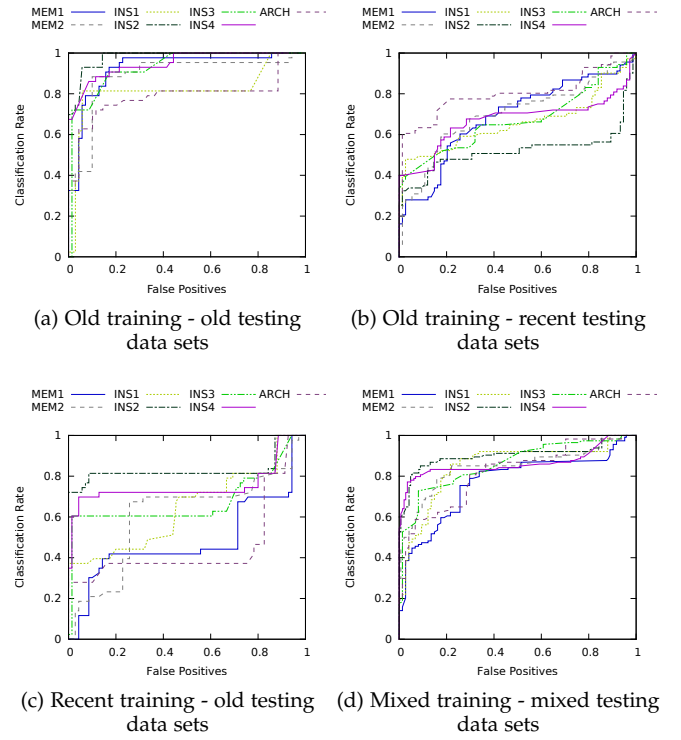 MEM1 INS1 INS3 ARCH
MEM2 INS2 INS4
1
0.8
0.6
0.4
0.2
0
Classification Rate
0 0.2 0.4 0.6 0.8 1
False Positives
(a) Old training - old testing
data sets
MEM1 INS1 INS3 ARCH
MEM2 INS2 INS4
1
0.8
0.6
0.4
0.2
0
Classification Rate
0 0.2 0.4 0.6 0.8 1
False Positives
(b) Old training - recent testing
data sets
MEM1 INS1 INS3 ARCH
MEM2 INS2 INS4
1
0.8
0.6
0.4
0.2
0
Classification Rate
0 0.2 0.4 0.6 0.8 1
False Positives
(c) Recent training - old testing
data sets
MEM1 INS1 INS3 ARCH
MEM2 INS2 INS4
1
0.8
0.6
0.4
0.2
0
Classification Rate
0 0.2 0.4 0.6 0.8 1
False Positives
(d) Mixed training - mixed testing
data sets